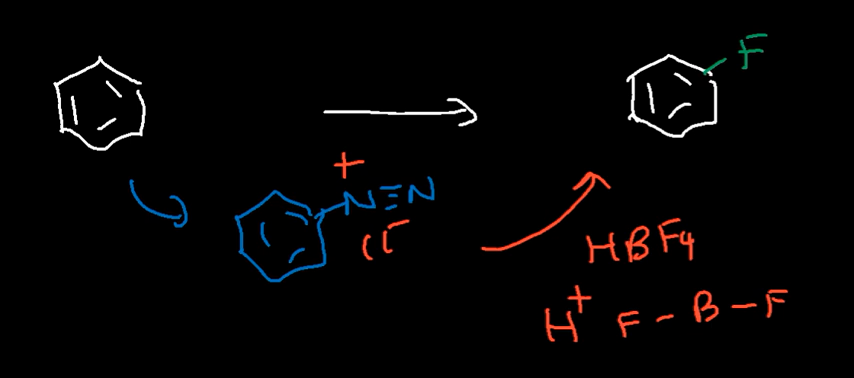 F
+
N≡N
Cl⁻
HBF4
H+ F-B-F